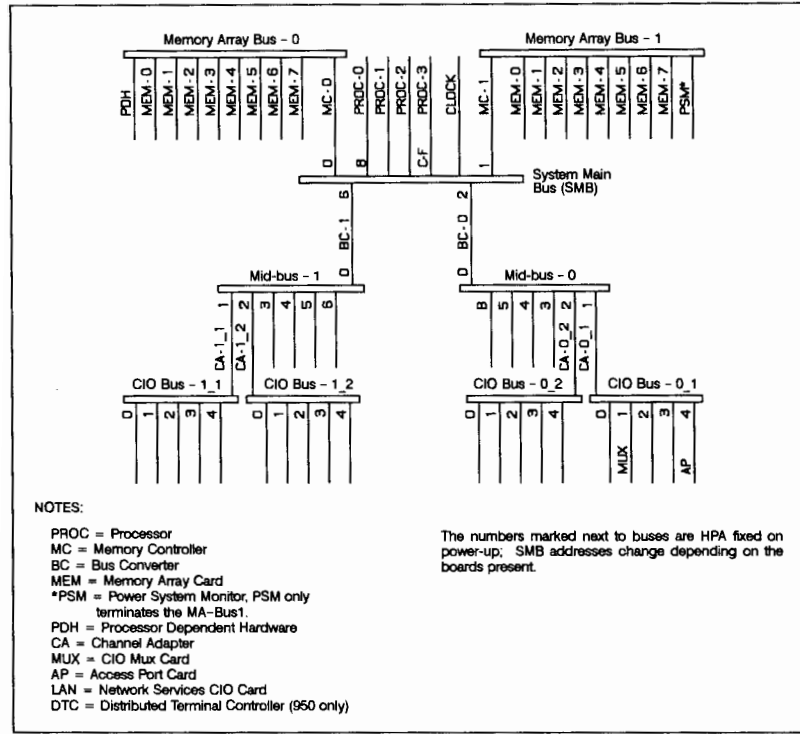 Memory Array Bus - 0
Memory Array Bus - 1
PDH
MEM-0
MEM-1
MEM-2
MEM-3
MEM-4
MEM-5
MEM-6
MEM-7
MC-0
PROC-0
PROC-1
PROC-2
PROC-3
CLOCK
MC-1
MEM-0
MEM-1
MEM-2
MEM-3
MEM-4
MEM-5
MEM-6
MEM-7
PSM*
0
8
C-F
1
System Main
Bus (SMB)
6
2
BC-1
BC-0
0
0
Mid-bus - 1
Mid-bus - 0
1
2
3
4
5
6
8
5
4
3
2
1
CA-1_1
CA-1_2
CA-0_2
CA-0_1
CIO Bus - 1_1
CIO Bus - 1_2
CIO Bus - 0_2
CIO Bus - 0_1
0
1
2
3
4
0
1
2
3
4
0
1
2
3
4
0
1
2
3
4
MUX
AP
NOTES:
PROC = Processor
MC = Memory Controller
BC = Bus Converter
MEM = Memory Array Card
*PSM = Power System Monitor, PSM only
terminates the MA-Bus1.
PDH = Processor Dependent Hardware
CA = Channel Adapter
MUX = CIO Mux Card
AP = Access Port Card
LAN = Network Services CIO Card
DTC = Distributed Terminal Controller (950 only)
The numbers marked next to buses are HPA fixed on
power-up; SMB addresses change depending on the
boards present.